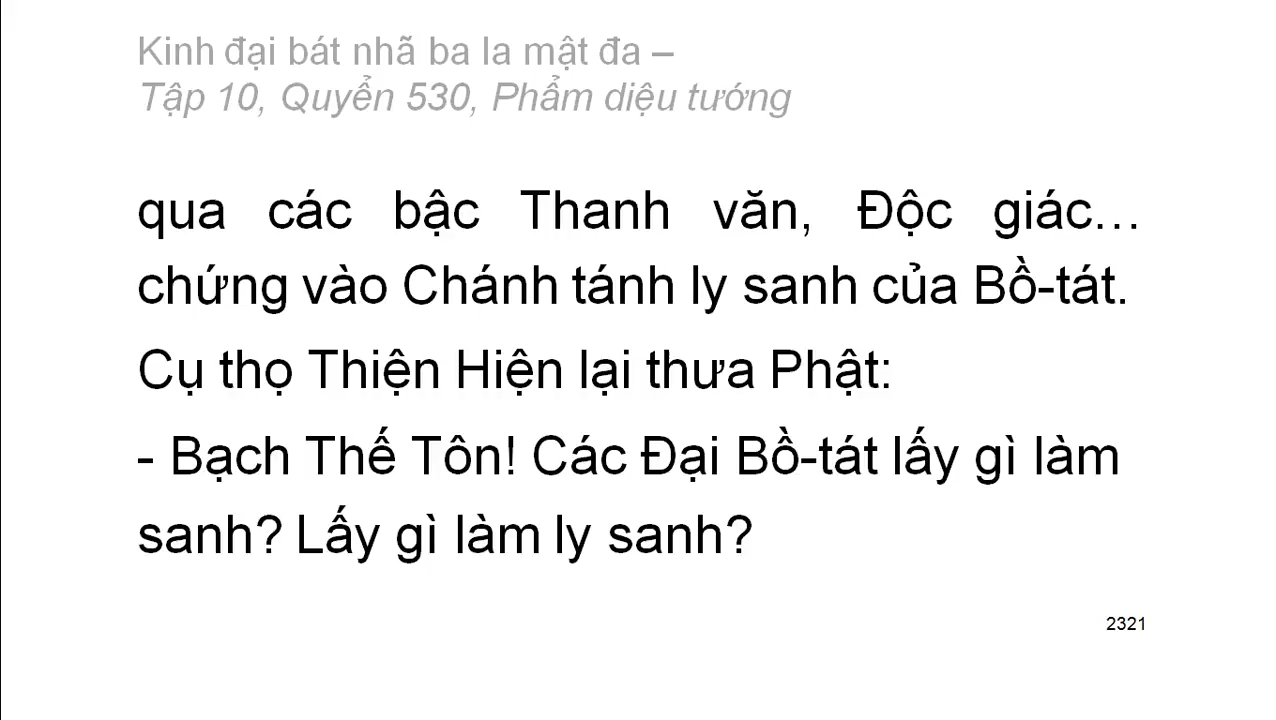 Kinh đại bát nhã ba la mật đa –
Tập 10, Quyển 530, Phẩm diệu tướng
qua các bậc Thanh văn, Độc giác…
chứng vào Chánh tánh ly sanh của Bồ-tát.
Cụ thọ Thiện Hiện lại thưa Phật:
- Bạch Thế Tôn! Các Đại Bồ-tát lấy gì làm
sanh? Lấy gì làm ly sanh?
2321